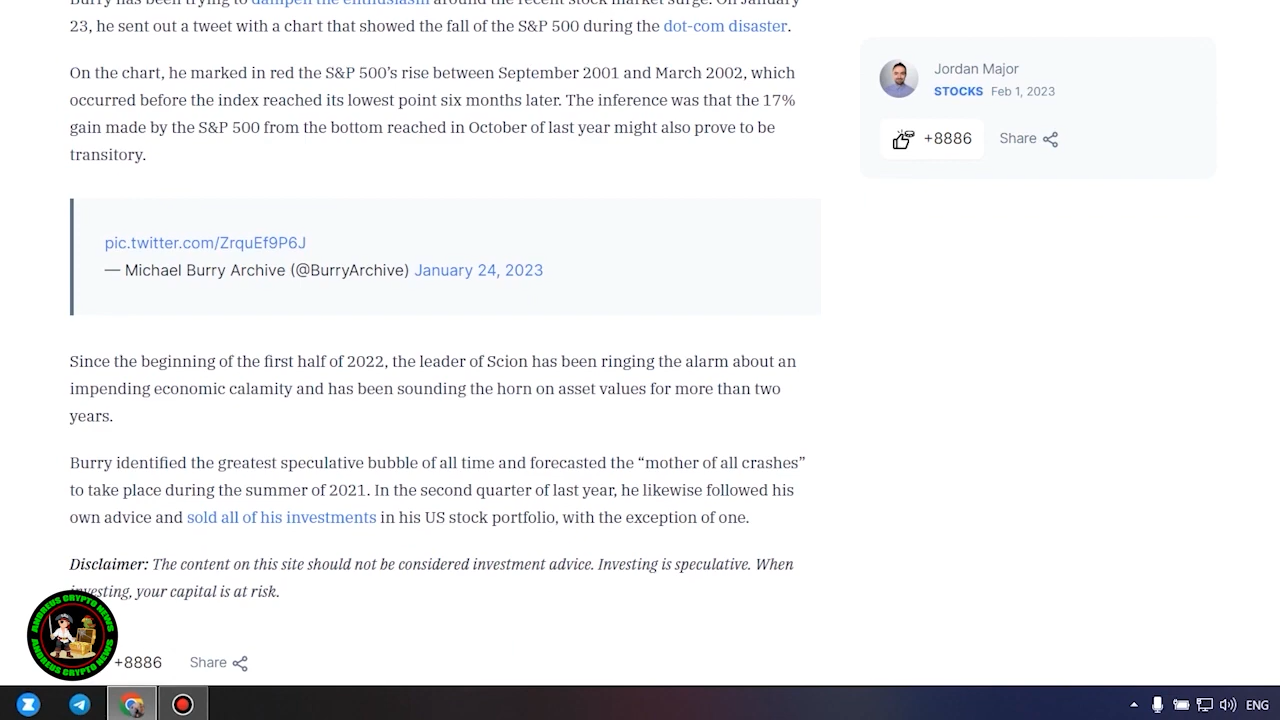 Burry has been trying to dampen the enthusiasm around the recent stock market surge. On January
23, he sent out a tweet with a chart that showed the fall of the S&P 500 during the dot-com disaster.
On the chart, he marked in red the S&P 500’s rise between September 2001 and March 2002, which
occurred before the index reached its lowest point six months later. The inference was that the 17%
gain made by the S&P 500 from the bottom reached in October of last year might also prove to be
transitory.
pic.twitter.com/ZrquEf9P6J
— Michael Burry Archive (@BurryArchive) January 24, 2023
Since the beginning of the first half of 2022, the leader of Scion has been ringing the alarm about an
impending economic calamity and has been sounding the horn on asset values for more than two
years.
Burry identified the greatest speculative bubble of all time and forecasted the “mother of all crashes”
to take place during the summer of 2021. In the second quarter of last year, he likewise followed his
own advice and sold all of his investments in his US stock portfolio, with the exception of one.
Disclaimer: The content on this site should not be considered investment advice. Investing is speculative. When
investing, your capital is at risk.
+8886 Share
Jordan Major
STOCKS Feb 1, 2023
+8886 Share
ANDREUS CRYPTO NEWS
ANDREUS CRYPTO NEWS
ENG